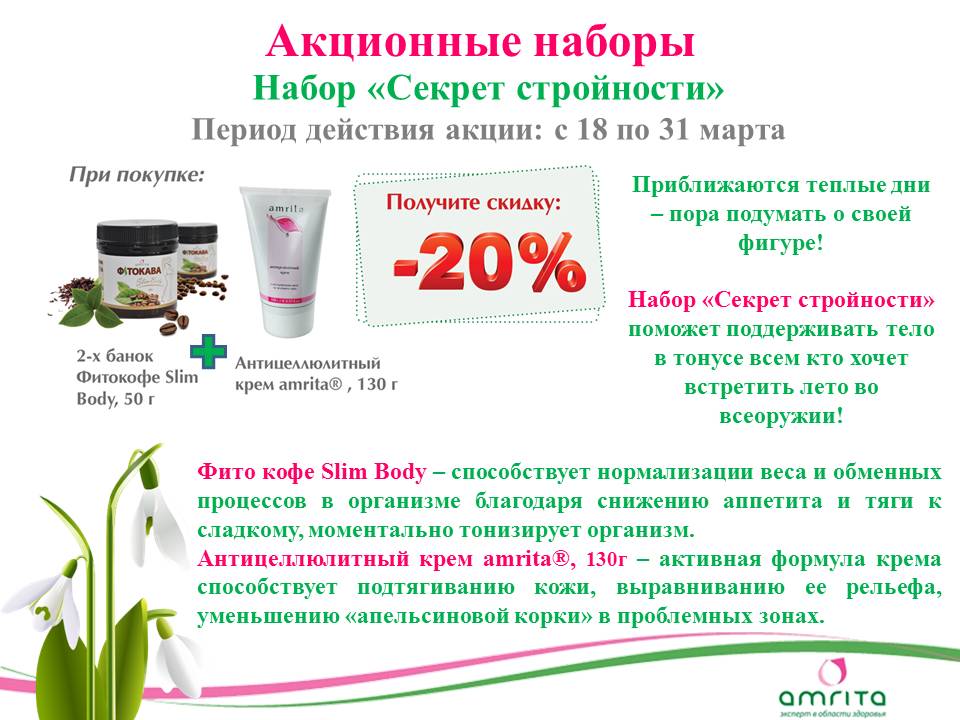 Акционные наборы
Набор «Секрет стройности»
Период действия акции: с 18 по 31 марта
При покупке:
ФІТОКАВА
Slim Body
amrita
2-х банок
Фитокофе Slim
Body, 50 г
Антицеллюлитный
крем amrita® , 130 г
Получите скидку:
-20%
Приближаются теплые дни
– пора подумать о своей
фигуре!
Набор «Секрет стройности»
поможет поддерживать тело
в тонусе всем кто хочет
встретить лето во
всеоружии!
Фито кофе Slim Body – способствует нормализации веса и обменных
процессов в организме благодаря снижению аппетита и тяги к
сладкому, моментально тонизирует организм.
Антицеллюлитный крем amrita®, 130г – активная формула крема
способствует подтягиванию кожи, выравниванию ее рельефа,
уменьшению «апельсиновой корки» в проблемных зонах.
amrita
эксперт в области здоровья